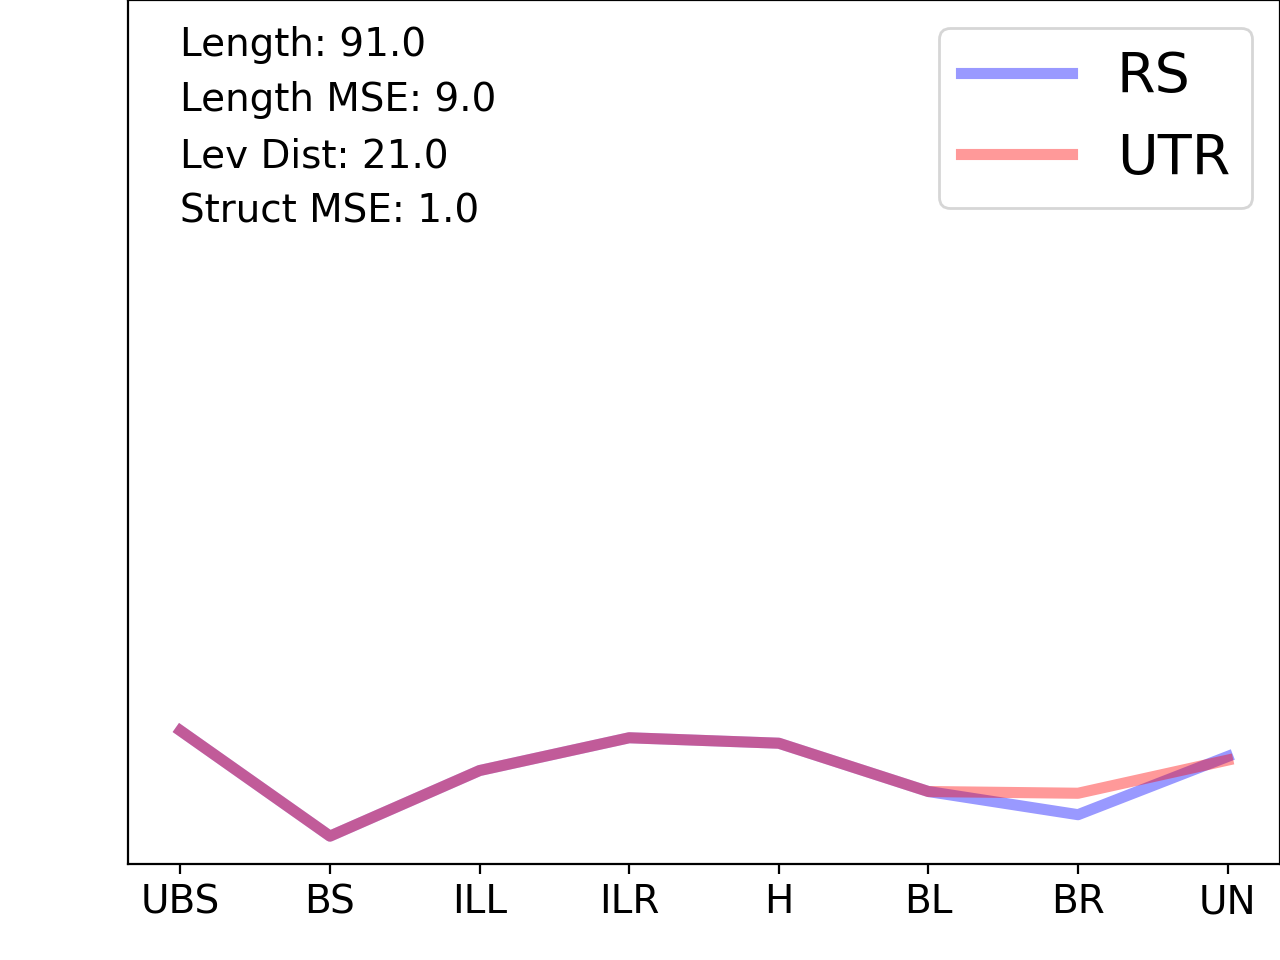 Length: 91.0
Length MSE: 9.0
Lev Dist: 21.0
Struct MSE: 1.0
RS
UTR
UBS BS ILL ILR H BL BR UN